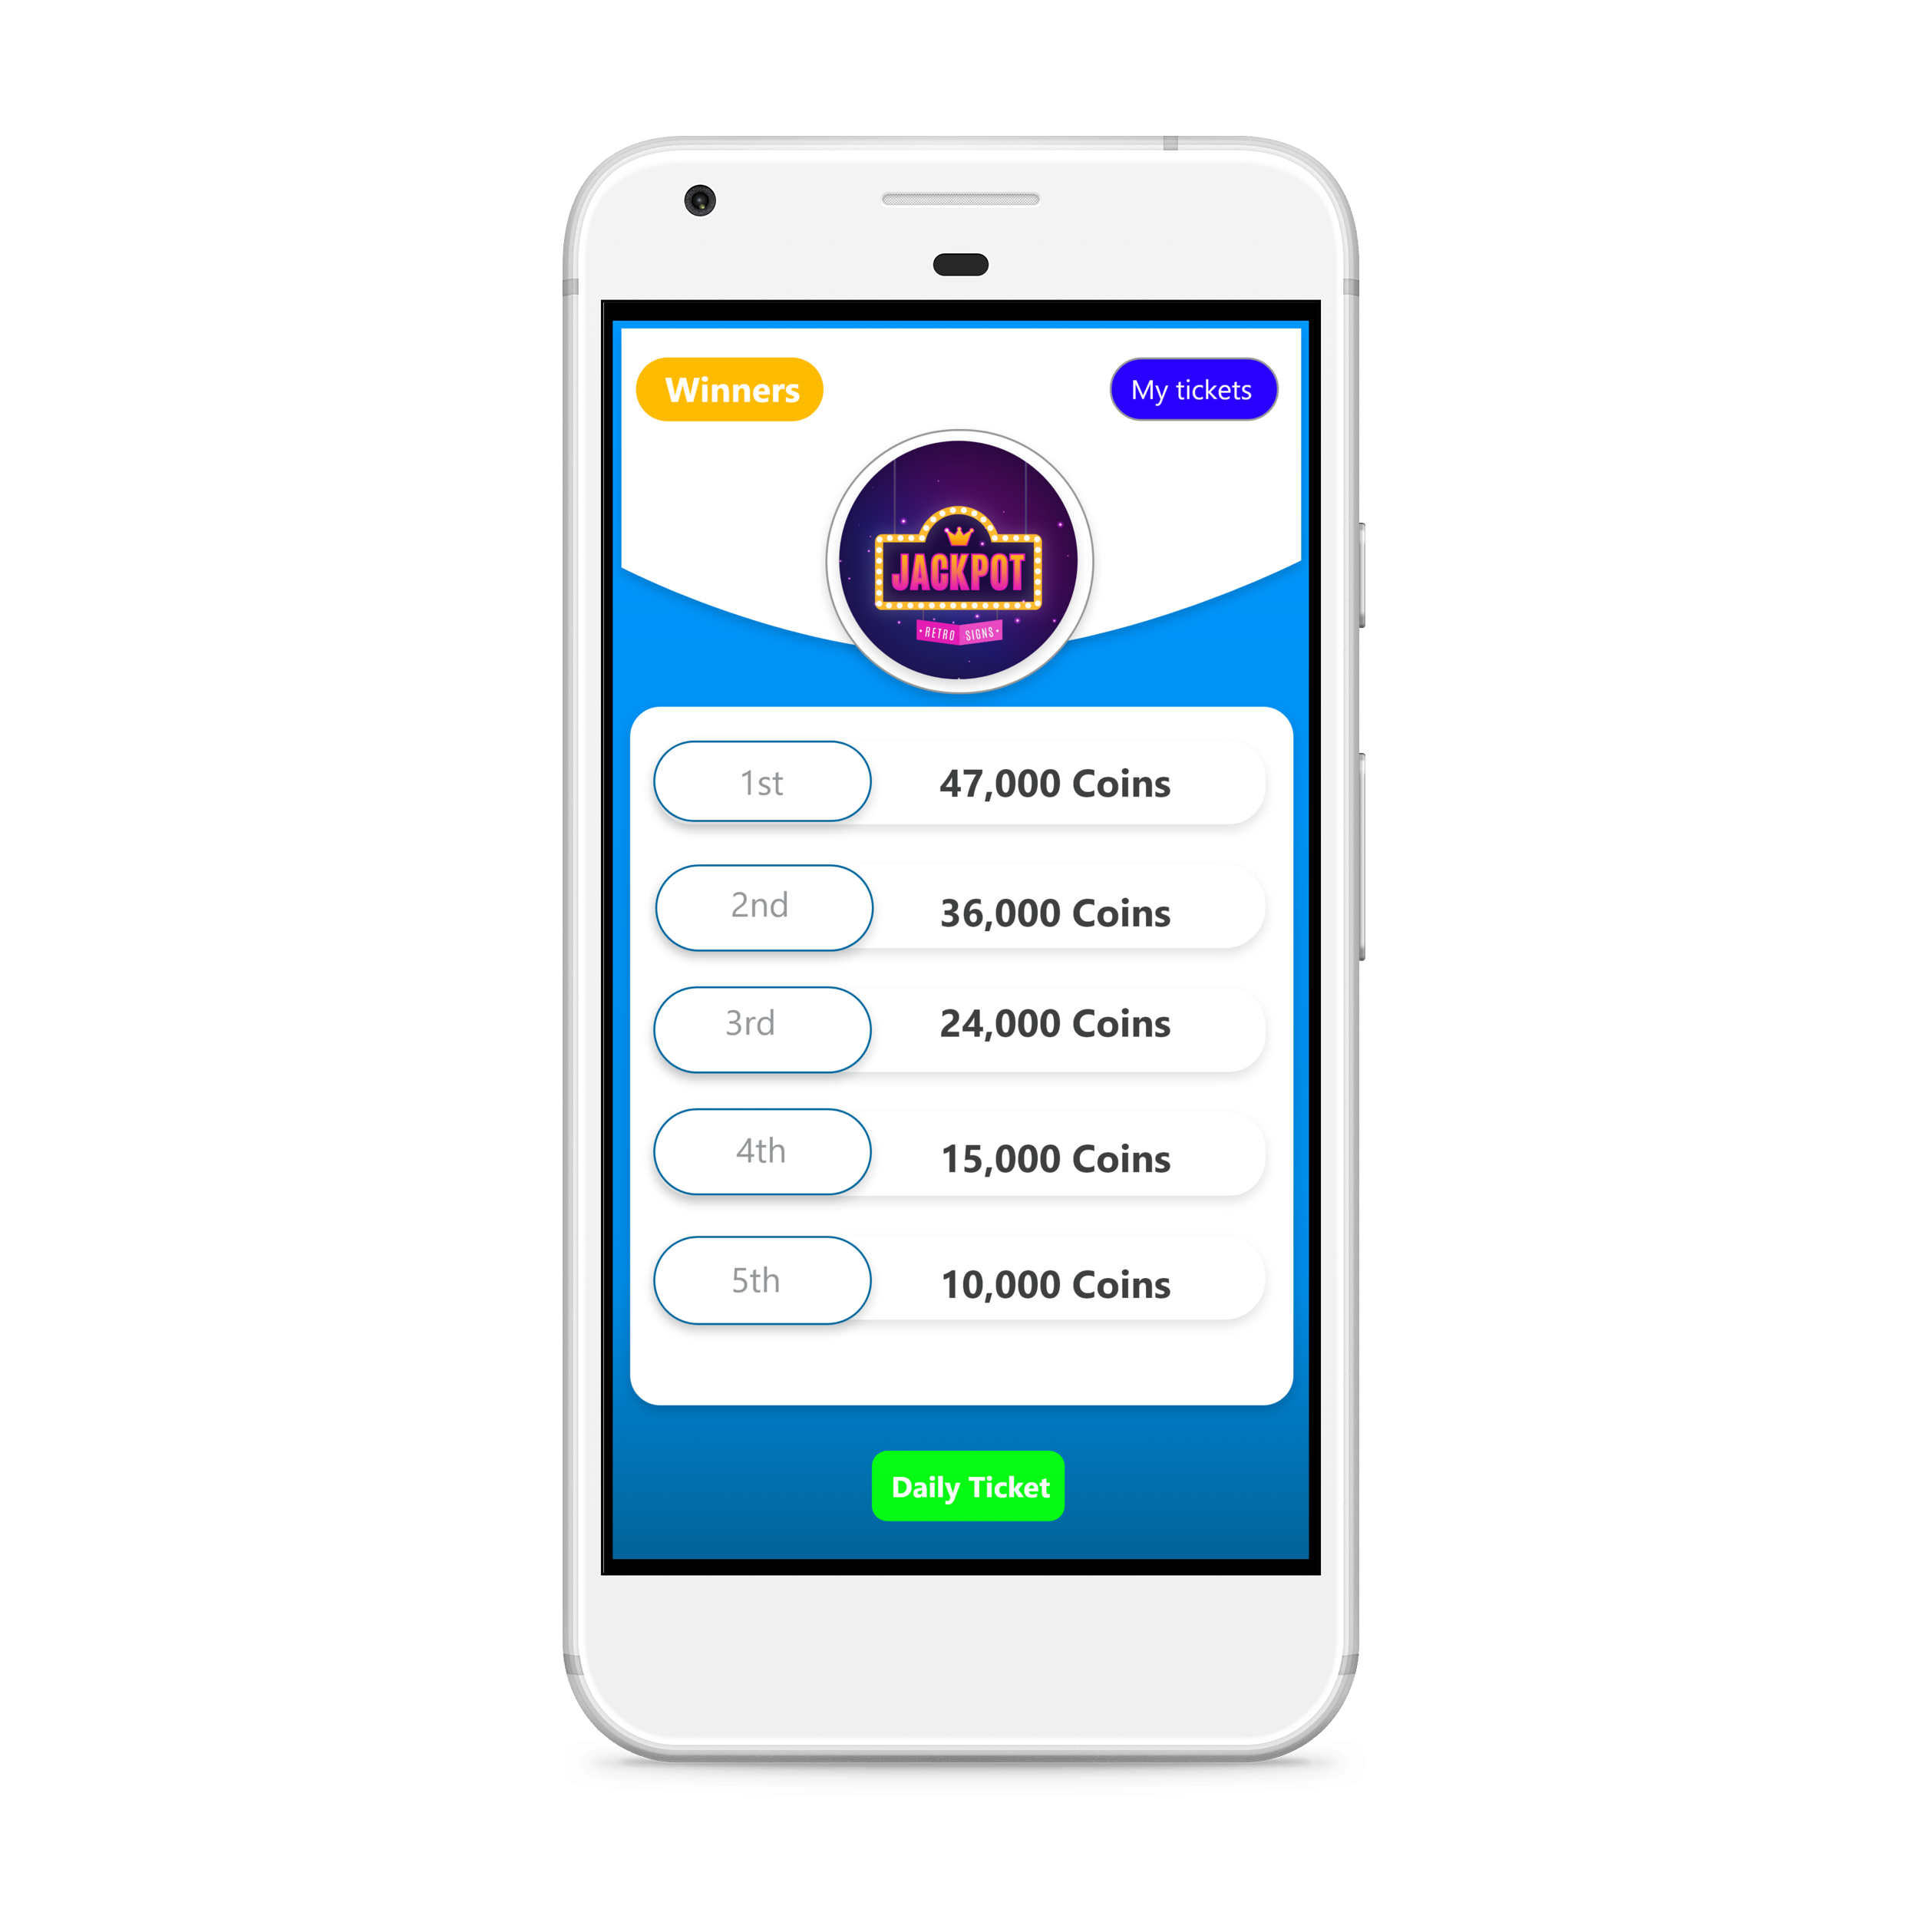 Winners
My tickets
JACKPOT
RETRO SIGNS
1st 47,000 Coins
2nd 36,000 Coins
3rd 24,000 Coins
4th 15,000 Coins
5th 10,000 Coins
Daily Ticket